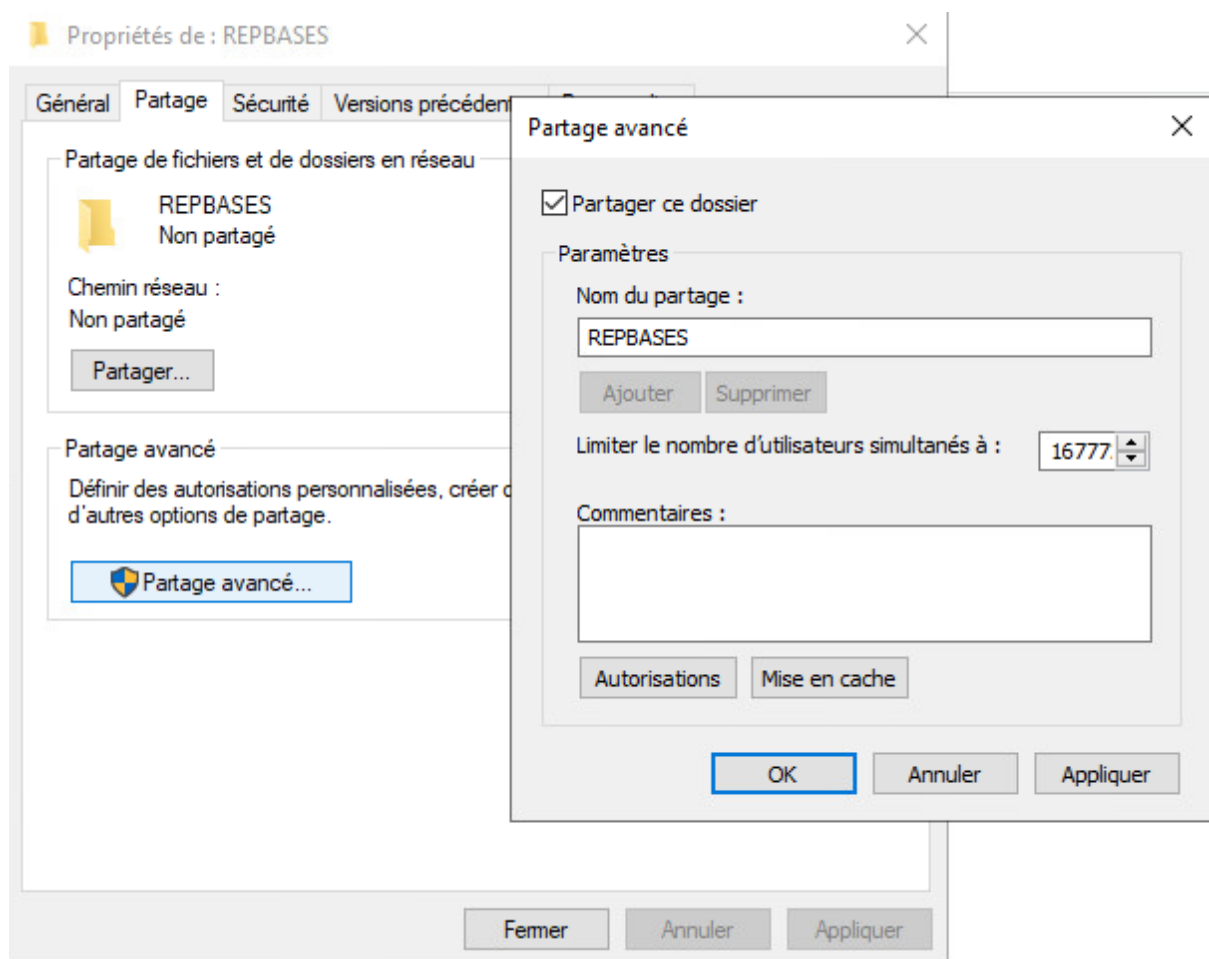 Propriétés de : REPBASES
Général Partage Sécurité Versions précédent
Partage de fichiers et de dossiers en réseau
REPBASES
Non partagé
Chemin réseau :
Non partagé
Partager...
Partage avancé
Définir des autorisations personnalisées, créer
d'autres options de partage.
Partage avancé...
Fermer Annuler Appliquer
Partage avancé
Partager ce dossier
Paramètres
Nom du partage :
REPBASES
Ajouter Supprimer
Limiter le nombre d'utilisateurs simultanés à : 16777
Commentaires :
Autorisations Mise en cache
OK Annuler Appliquer